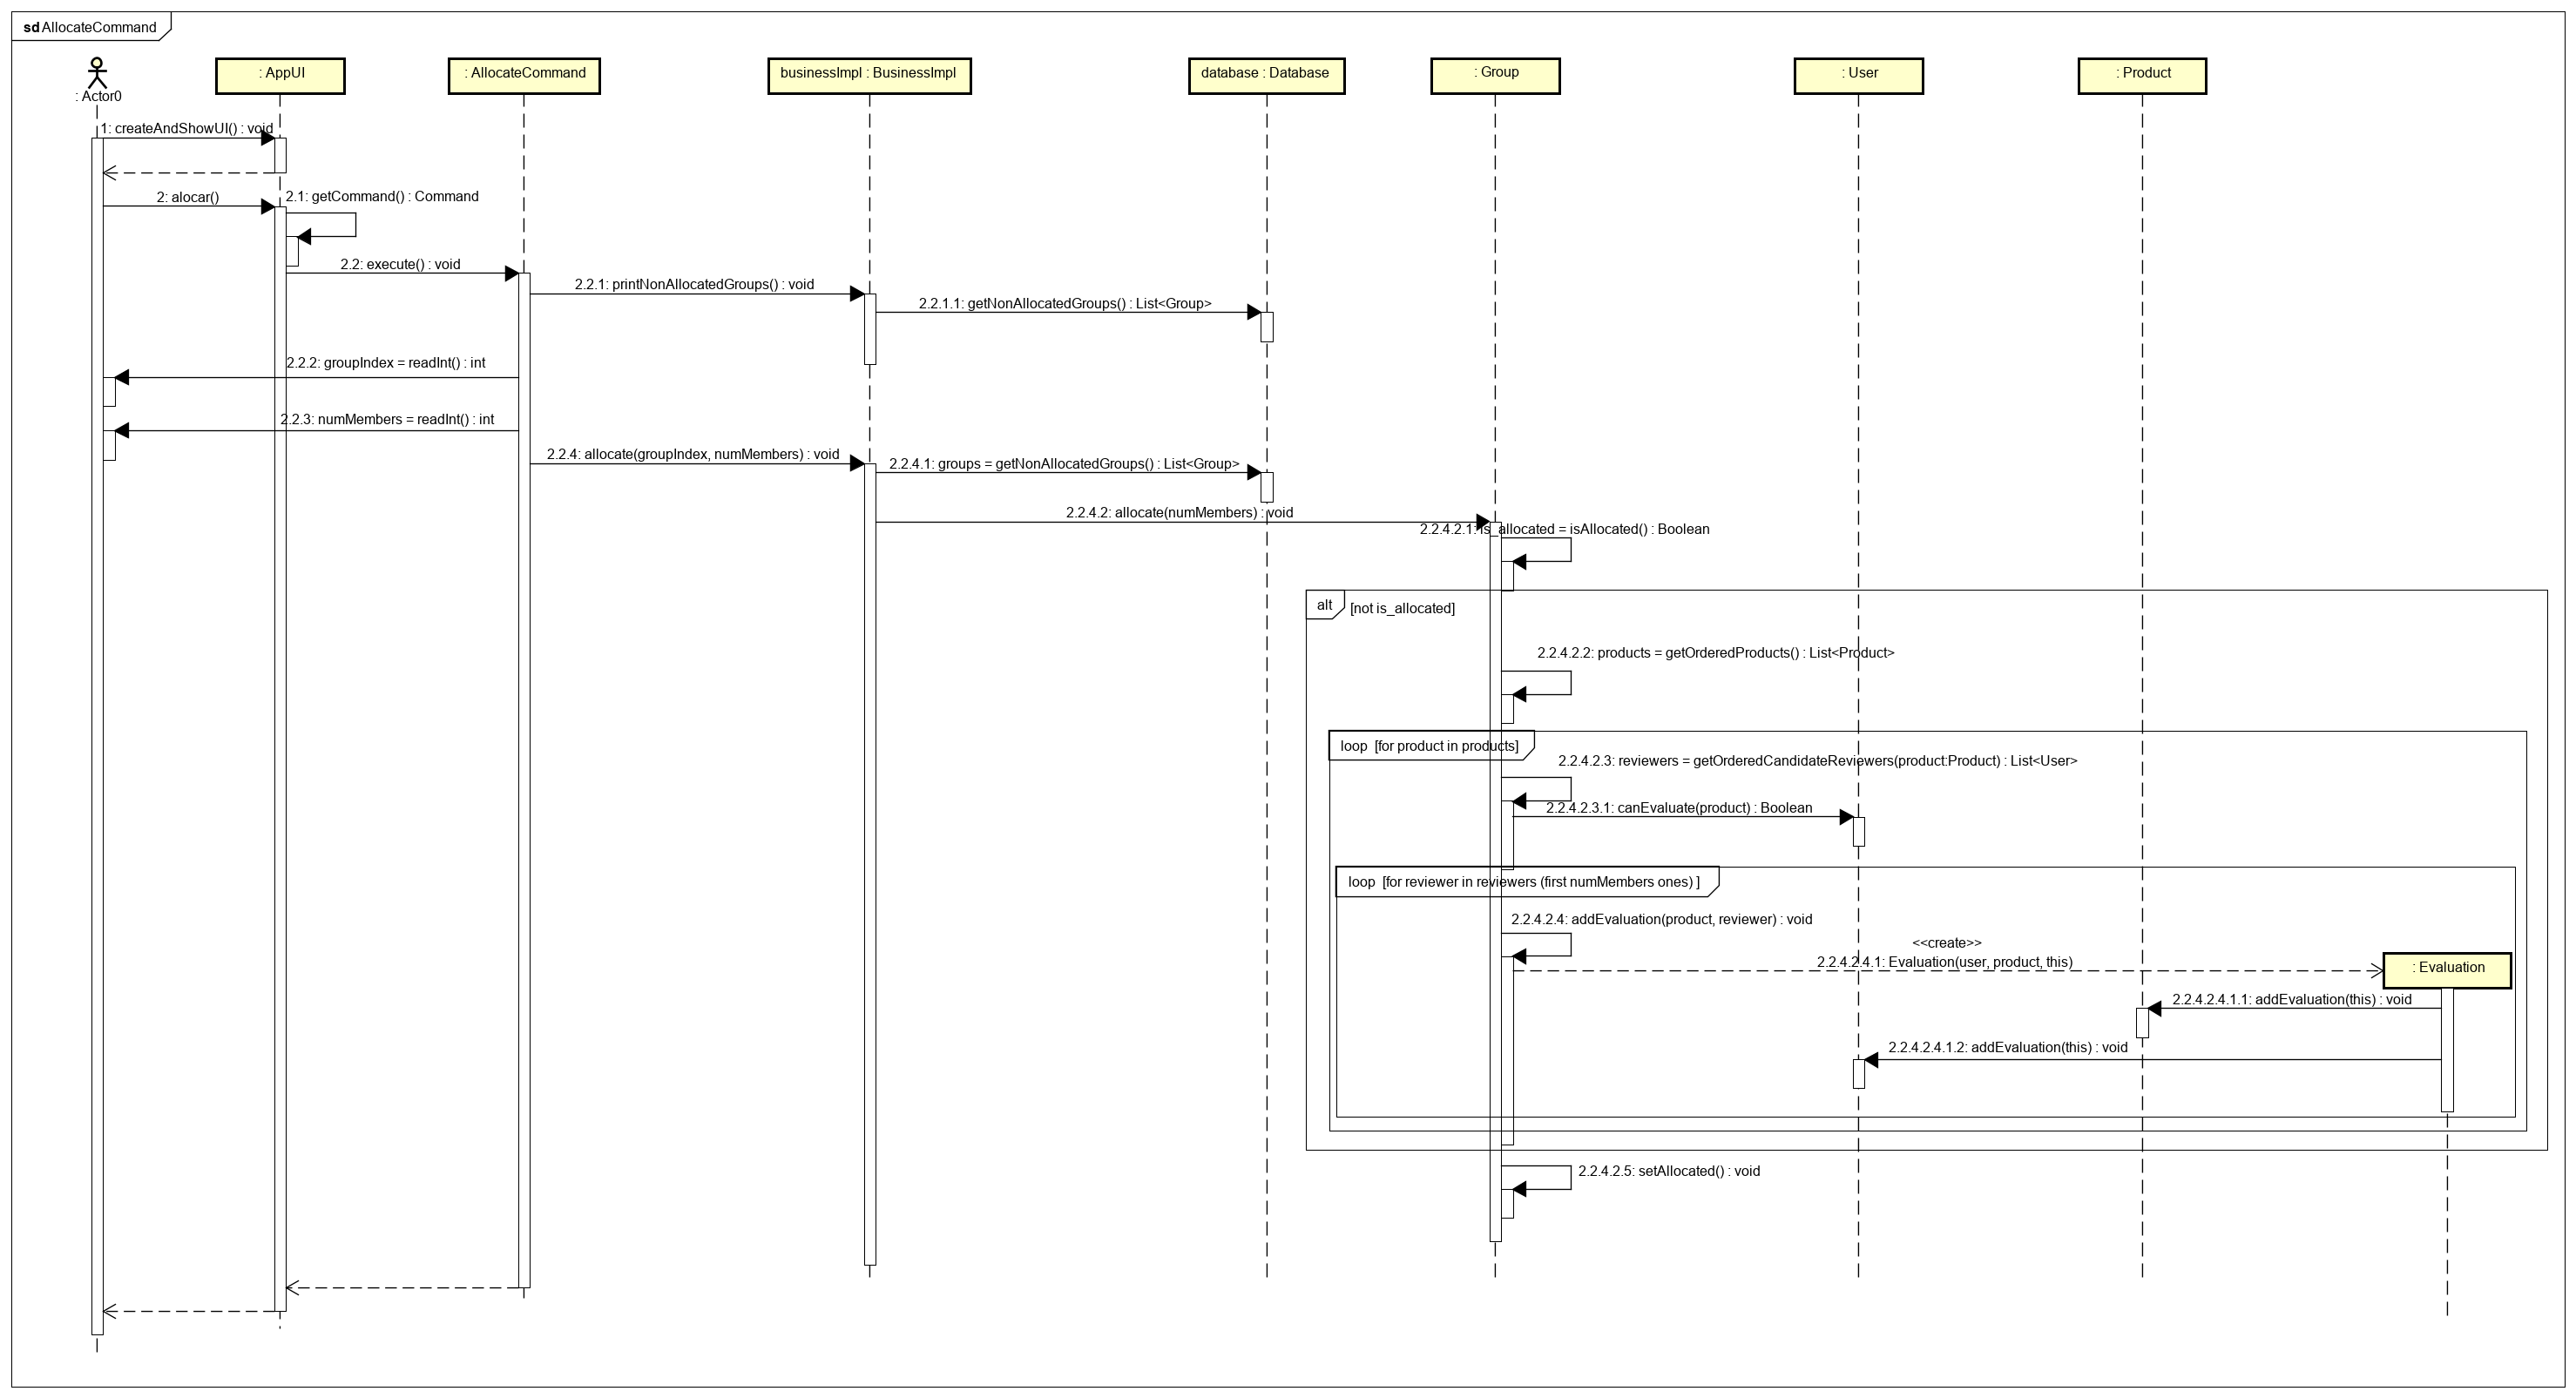 sd AllocateCommand
: Actor0
: AppUI
: AllocateCommand
businessImpl : BusinessImpl
database : Database
: Group
: User
: Product
1: createAndShowUI() : void
2: alocar()
2.1: getCommand() : Command
2.2: execute() : void
2.2.1: printNonAllocatedGroups() : void
2.2.1.1: getNonAllocatedGroups() : List<Group>
2.2.2: groupIndex = readInt() : int
2.2.3: numMembers = readInt() : int
2.2.4: allocate(groupIndex, numMembers) : void
2.2.4.1: groups = getNonAllocatedGroups() : List<Group>
2.2.4.2: allocate(numMembers) : void
2.2.4.2.1: is_allocated = isAllocated() : Boolean
alt [not is_allocated]
2.2.4.2.2: products = getOrderedProducts() : List<Product>
loop [for product in products]
2.2.4.2.3: reviewers = getOrderedCandidateReviewers(product:Product) : List<User>
2.2.4.2.3.1: canEvaluate(product) : Boolean
loop [for reviewer in reviewers (first numMembers ones) ]
2.2.4.2.4: addEvaluation(product, reviewer) : void
<<create>>
2.2.4.2.4.1: Evaluation(user, product, this)
: Evaluation
2.2.4.2.4.1.1: addEvaluation(this) : void
2.2.4.2.4.1.2: addEvaluation(this) : void
2.2.4.2.5: setAllocated() : void